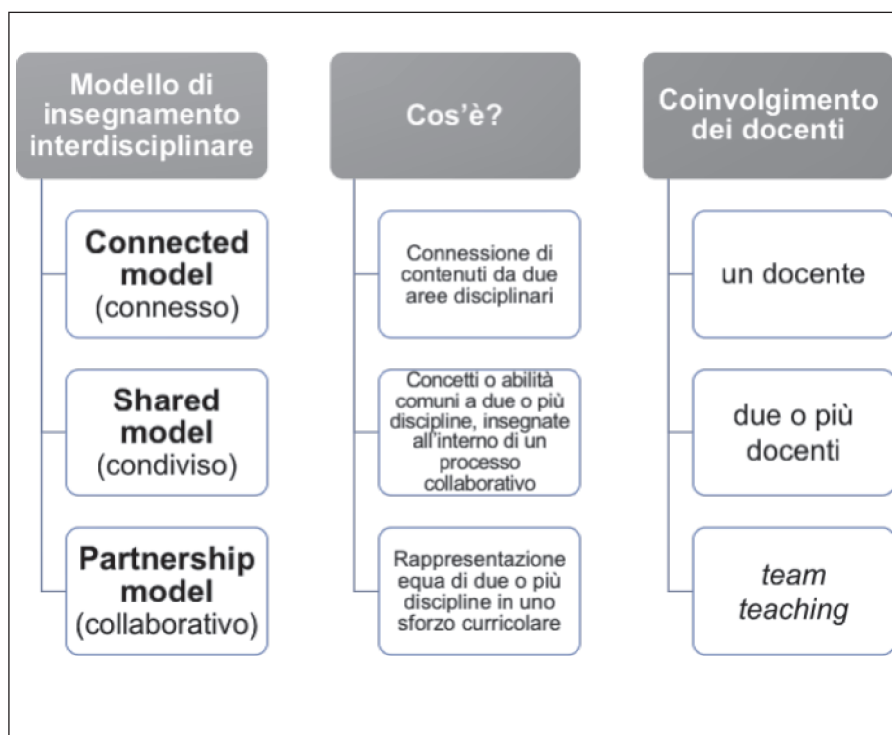 Modello di
insegnamento
interdisciplinare
Connected
model
(connesso)
Shared
model
(condiviso)
Partnership
model
(collaborativo)
Cos'è?
Connessione di
contenuti da due
aree disciplinari
Concetti o abilità
comuni a due o più
discipline, insegnate
all'interno di un
processo
collaborativo
Rappresentazione
equa di due o più
discipline in uno
sforzo curricolare
Coinvolgimento
dei docenti
un docente
due o più
docenti
team
teaching